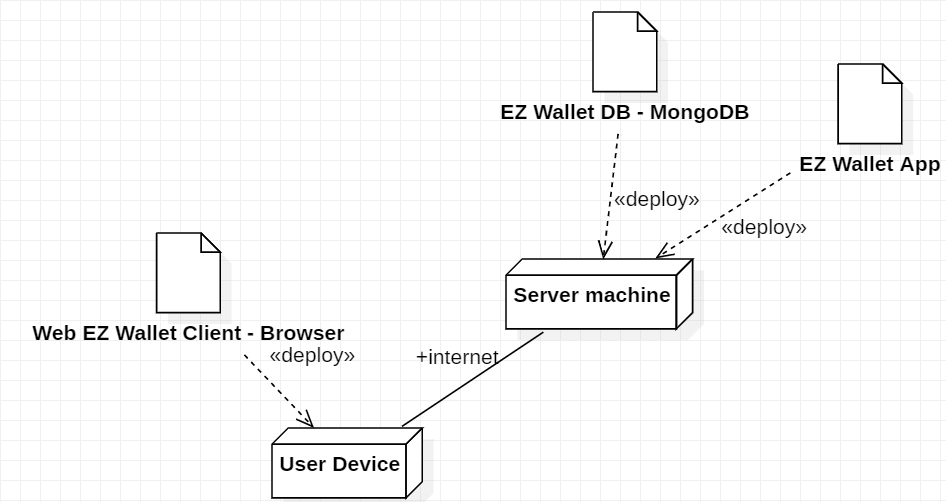 EZ Wallet DB - MongoDB
EZ Wallet App
«deploy»
«deploy»
Server machine
Web EZ Wallet Client - Browser
«deploy»
+internet
User Device